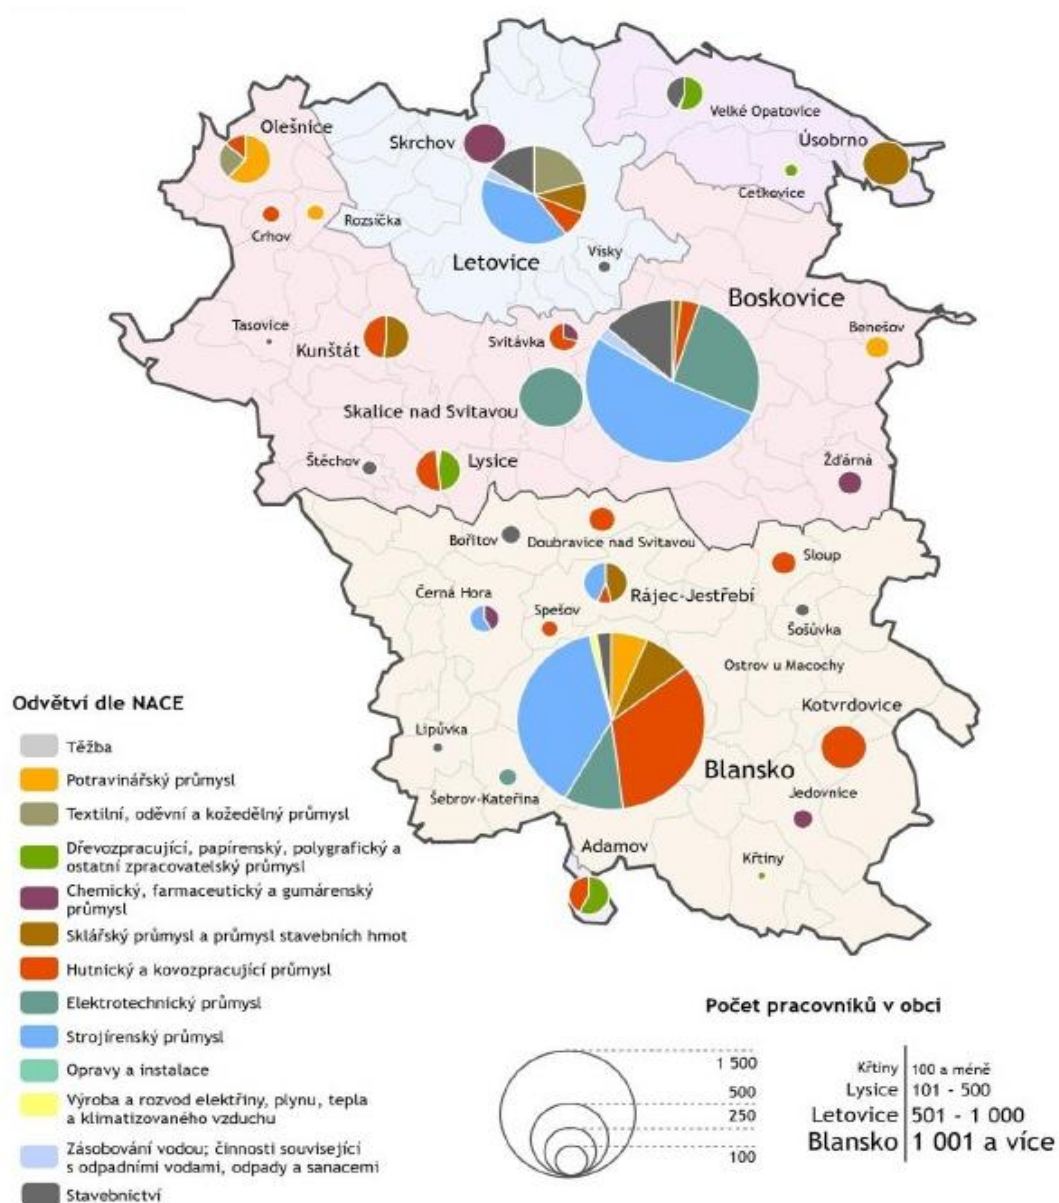 Olešnice
Skrchov
Velké Opatovice
Úsobrno
Cetkovice
Crhov
Rozsíčka
Letovice
Vísky
Boskovice
Tasovice
Kunštát
Svitávka
Benešov
Skalice nad Svitavou
Štěchov
Lysice
Žďárná
Bořitov
Doubravice nad Svitavou
Sloup
Černá Hora
Spešov
Rájec-Jestřebí
Šošůvka
Ostrov u Macochy
Kotvrdovice
Lipůvka
Blansko
Šebrov-Kateřina
Jedovnice
Adamov
Křtiny
Odvětví dle NACE
Těžba
Potravinářský průmysl
Textilní, oděvní a kožedělný průmysl
Dřevozpracující, papírenský, polygrafický a
ostatní zpracovatelský průmysl
Chemický, farmaceutický a gumárenský
průmysl
Sklářský průmysl a průmysl stavebních hmot
Hutnický a kovozpracující průmysl
Elektrotechnický průmysl
Strojírenský průmysl
Opravy a instalace
Výroba a rozvod elektřiny, plynu, tepla
a klimatizovaného vzduchu
Zásobování vodou; činnosti související
s odpadními vodami, odpady a sanacemi
Stavebnictví
Počet pracovníků v obci
1 500
500
250
100
Křtiny 100 a méně
Lysice 101 - 500
Letovice 501 - 1 000
Blansko 1 001 a více